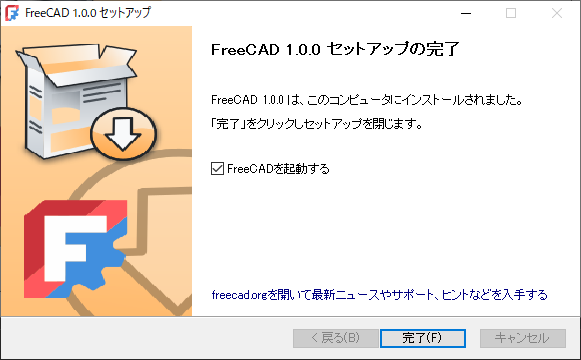 FreeCAD 1.0.0 セットアップ
FreeCAD 1.0.0 セットアップの完了
FreeCAD 1.0.0 は、このコンピュータにインストールされました。
「完了」をクリックしセットアップを閉じます。
FreeCADを起動する
F
freecad.orgを開いて最新ニュースやサポート、ヒントなどを入手する
< 戻る(B)
完了(F)
キャンセル